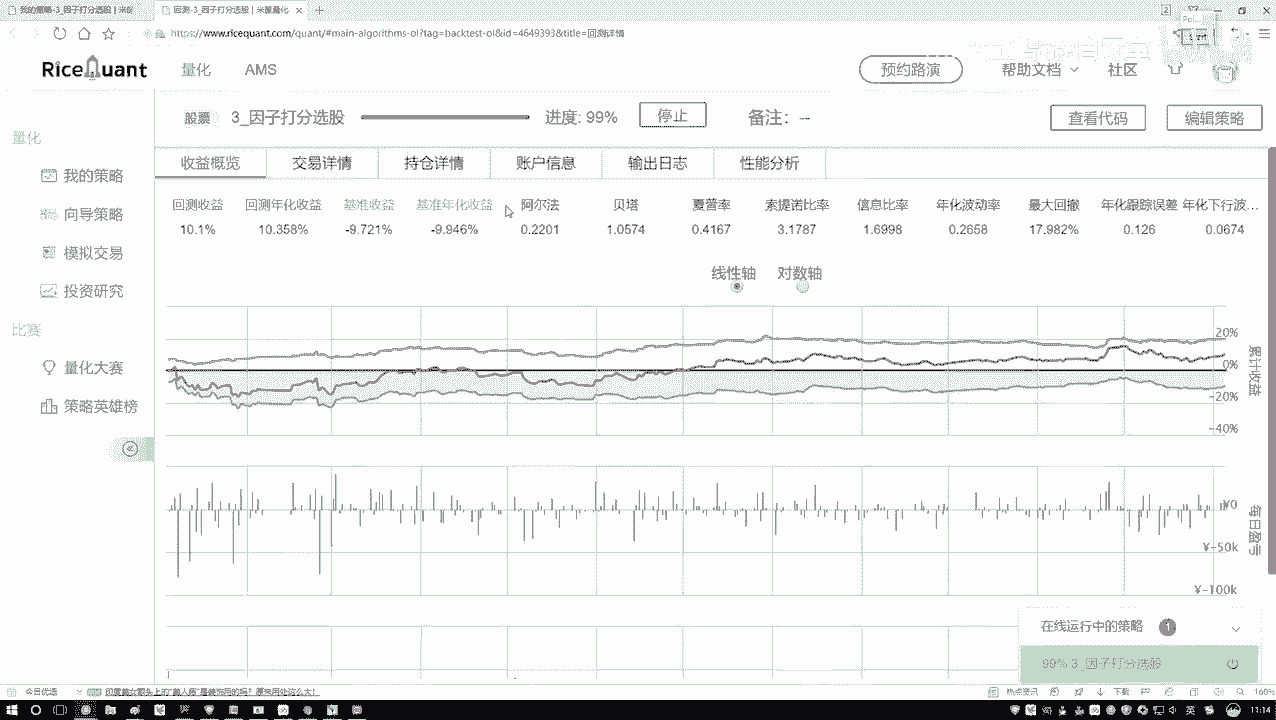 我的策略-3_因子打分选股 | 米筐
回测-3_因子打分选股 | 米筐量化
https://www.ricequant.com/quant/#main-algorithms-ol?tag=backtest-ol&id=4649393&title=回测详情
RiceQuant 量化 AMS 预约路演 帮助文档 社区
股票 3_因子打分选股 进度: 99% 停止 备注: -- 查看代码 编辑策略
量化
我的策略
向导策略
模拟交易
投资研究
比赛
量化大赛
策略英雄榜
收益概览 交易详情 持仓详情 账户信息 输出日志 性能分析
回测收益 回测年化收益 基准收益 基准年化收益 阿尔法 贝塔 夏普率 索提诺比率 信息比率 年化波动率 最大回撤 年化跟踪误差 年化下行波...
10.1% 10.358% -9.721% -9.946% 0.2201 1.0574 0.4167 3.1787 1.6998 0.2658 17.982% 0.126 0.0674
线性轴 对数轴
20%
0%
-20%
-40%
累计收益
¥0
¥-50k
¥-100k
每日盈亏
在线运行中的策略 1
99% 3_因子打分选股
今日优选
热点资讯
下载
160%
英
11:14